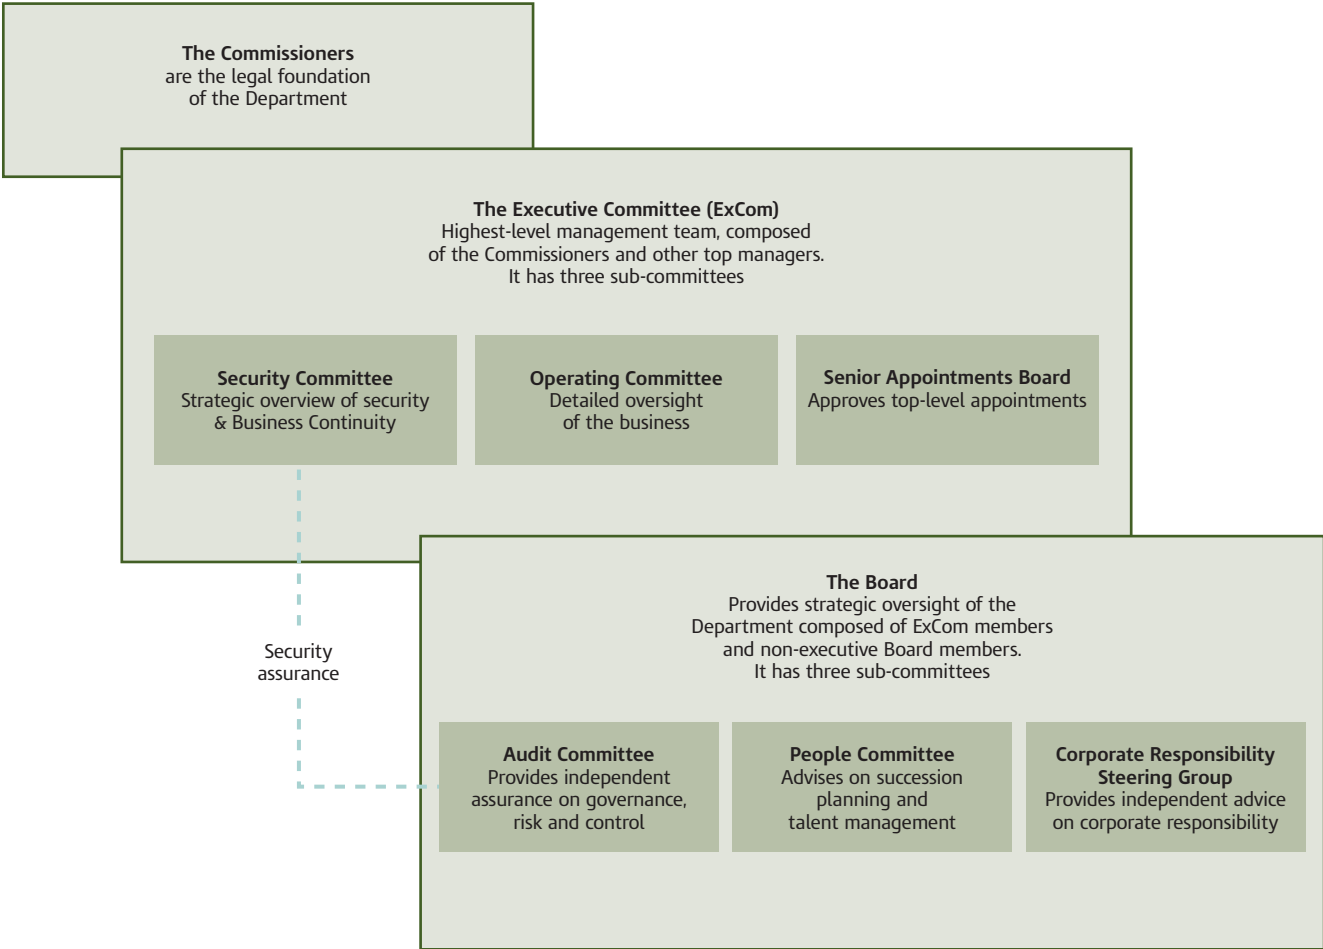 The Commissioners
are the legal foundation
of the Department
The Executive Committee (ExCom)
Highest-level management team, composed
of the Commissioners and other top managers.
It has three sub-committees
Security Committee
Strategic overview of security
& Business Continuity
Operating Committee
Detailed oversight
of the business
Senior Appointments Board
Approves top-level appointments
Security
assurance
The Board
Provides strategic oversight of the
Department composed of ExCom members
and non-executive Board members.
It has three sub-committees
Audit Committee
Provides independent
assurance on governance,
risk and control
People Committee
Advises on succession
planning and
talent management
Corporate Responsibility
Steering Group
Provides independent advice
on corporate responsibility